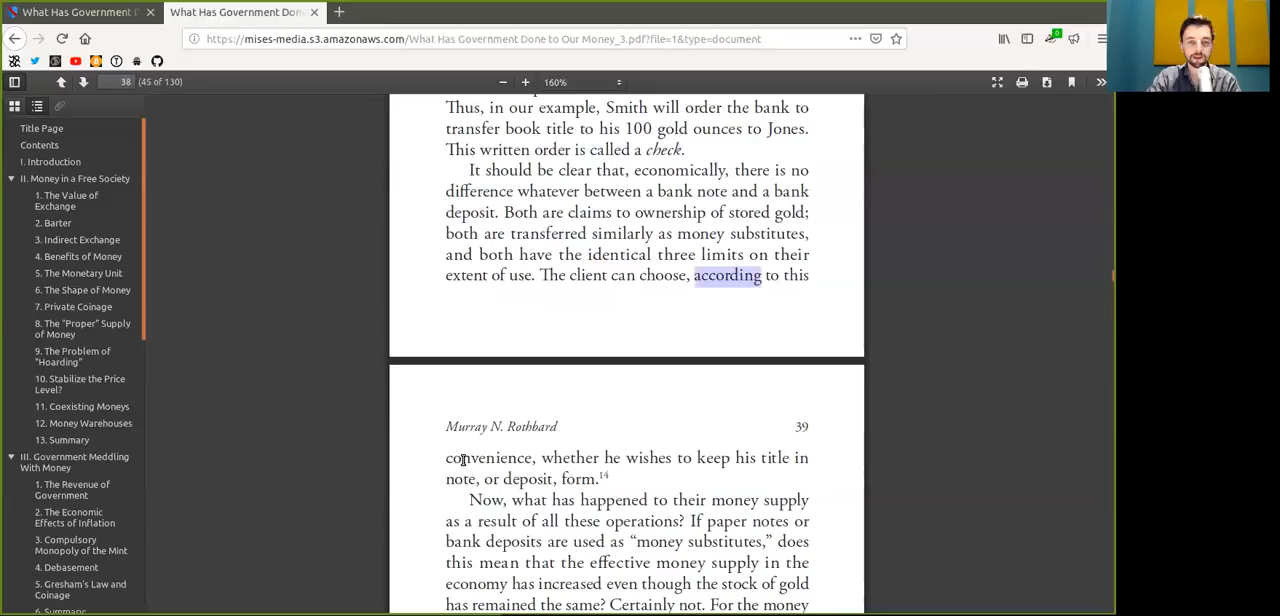 What Has Government D
What Has Government Don
https://mises-media.s3.amazonaws.com/What Has Government Done to Our Money_3.pdf?file=1&type=document
0
38
(45 of 130)
160%
Title Page
Contents
I. Introduction
II. Money in a Free Society
1. The Value of
Exchange
2. Barter
3. Indirect Exchange
4. Benefits of Money
5. The Monetary Unit
6. The Shape of Money
7. Private Coinage
8. The "Proper" Supply
of Money
9. The Problem of
"Hoarding"
10. Stabilize the Price
Level?
11. Coexisting Moneys
12. Money Warehouses
13. Summary
III. Government Meddling
With Money
1. The Revenue of
Government
2. The Economic
Effects of Inflation
3. Compulsory
Monopoly of the Mint
4. Debasement
5. Gresham's Law and
Coinage
6. Summary
Thus, in our example, Smith will order the bank to
transfer book title to his 100 gold ounces to Jones.
This written order is called a check.
It should be clear that, economically, there is no
difference whatever between a bank note and a bank
deposit. Both are claims to ownership of stored gold;
both are transferred similarly as money substitutes,
and both have the identical three limits on their
extent of use. The client can choose, according to this
Murray N. Rothbard 39
convenience, whether he wishes to keep his title in
note, or deposit, form.14
Now, what has happened to their money supply
as a result of all these operations? If paper notes or
bank deposits are used as “money substitutes,” does
this mean that the effective money supply in the
economy has increased even though the stock of gold
has remained the same? Certainly not. For the money